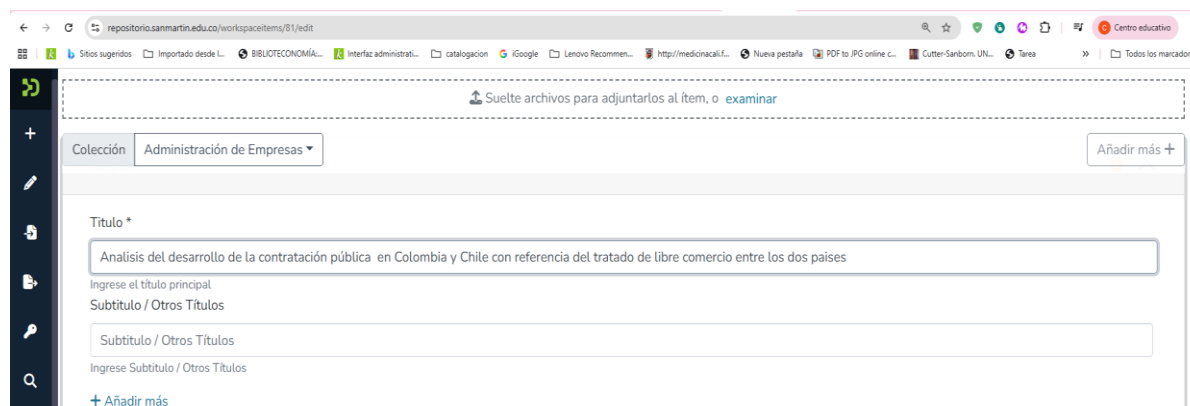 repositorio.sanmartin.edu.co/workspaceitems/81/edit
Centro educativo
Sitios sugeridos Importado desde I... BIBLIOTECONOMÍA:... Interfaz administrati... catalogacion iGoogle Lenovo Recommen... http://medicinacali.f... Nueva pestaña PDF to JPG online c... Cutter-Sanborn. UN... Tarea » Todos los marcador
Suelte archivos para adjuntarlos al ítem, o examinar
Colección Administración de Empresas Añadir más +
Titulo *
Analisis del desarrollo de la contratación pública en Colombia y Chile con referencia del tratado de libre comercio entre los dos paises
Ingrese el título principal
Subtitulo / Otros Títulos
Subtitulo / Otros Títulos
Ingrese Subtitulo / Otros Títulos
+ Añadir más